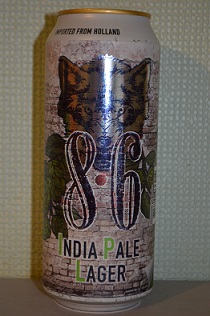 IMPORTED FROM HOLLAND
8.6
INDIA PALE
LAGER